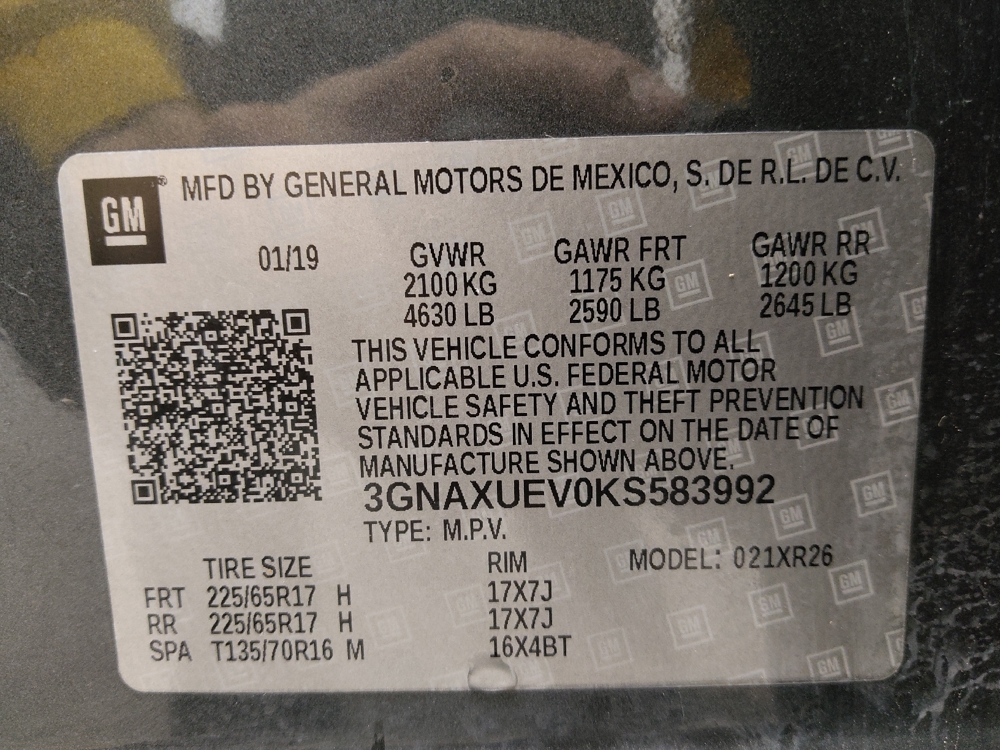 GM MFD BY GENERAL MOTORS DE MEXICO, S. DE R.L. DE C.V.
01/19 GVWR GAWR FRT GAWR RR
2100 KG 1175 KG 1200 KG
4630 LB 2590 LB 2645 LB
THIS VEHICLE CONFORMS TO ALL
APPLICABLE U.S. FEDERAL MOTOR
VEHICLE SAFETY AND THEFT PREVENTION
STANDARDS IN EFFECT ON THE DATE OF
MANUFACTURE SHOWN ABOVE.
3GNAXUEV0KS583992
TYPE: M.P.V.
TIRE SIZE RIM MODEL: 021XR26
FRT 225/65R17 H 17X7J
RR 225/65R17 H 17X7J
SPA T135/70R16 M 16X4BT